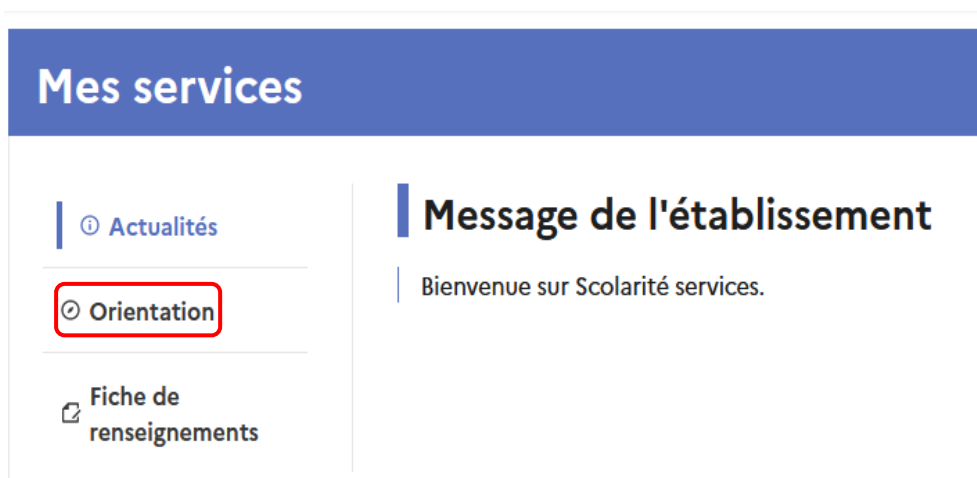 Mes services
Actualités
Orientation
Fiche de
renseignements
Message de l'établissement
Bienvenue sur Scolarité services.